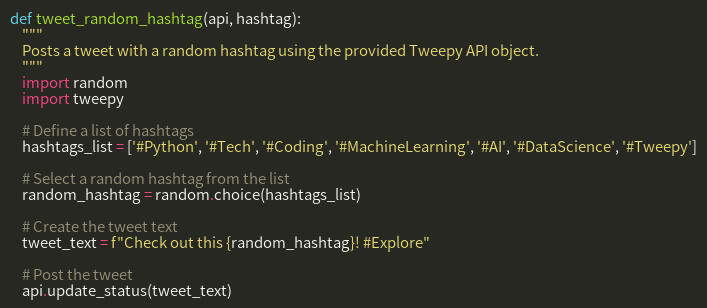 def tweet_random_hashtag(api, hashtag):
    """
    Posts a tweet with a random hashtag using the provided Tweepy API object.
    """
    import random
    import tweepy

    # Define a list of hashtags
    hashtags_list = ['#Python', '#Tech', '#Coding', '#MachineLearning', '#AI', '#DataScience', '#Tweepy']

    # Select a random hashtag from the list
    random_hashtag = random.choice(hashtags_list)

    # Create the tweet text
    tweet_text = f"Check out this {random_hashtag}! #Explore"

    # Post the tweet
    api.update_status(tweet_text)